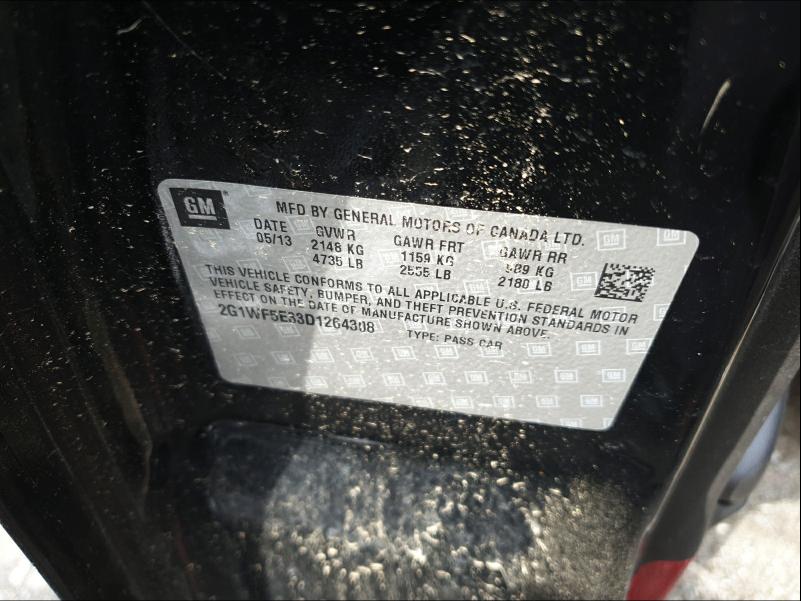 GM
MFD BY GENERAL MOTORS OF CANADA LTD.
DATE GVWR GAWR FRT GAWR RR
05/13 2148 KG 1159 KG 989 KG
4735 LB 2555 LB 2180 LB
THIS VEHICLE CONFORMS TO ALL APPLICABLE U.S. FEDERAL MOTOR
VEHICLE SAFETY, BUMPER, AND THEFT PREVENTION STANDARDS IN
EFFECT ON THE DATE OF MANUFACTURE SHOWN ABOVE.
2G1WF5E33D1264308 TYPE: PASS CAR